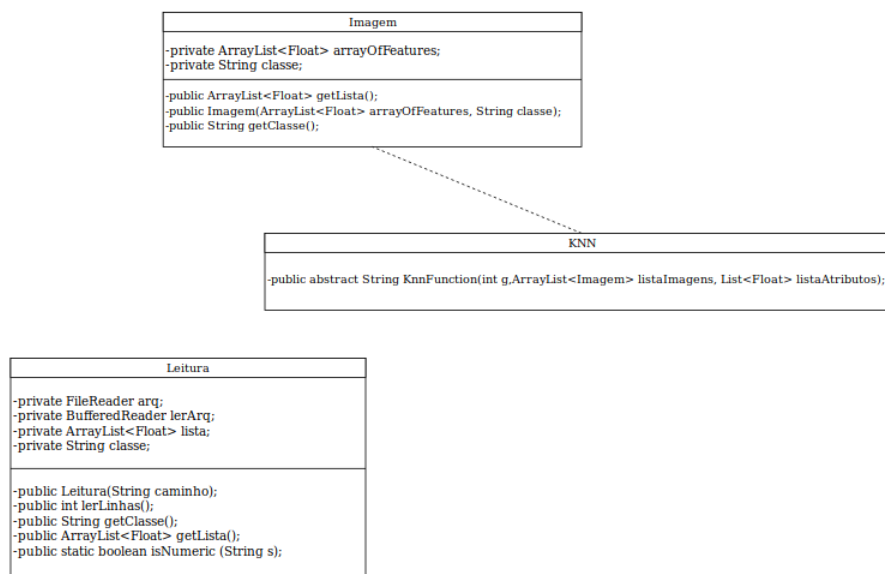 Imagem
-private ArrayList<Float> arrayOfFeatures;
-private String classe;
-public ArrayList<Float> getLista();
-public Imagem(ArrayList<Float> arrayOfFeatures, String classe);
-public String getClasse();
KNN
-public abstract String KnnFunction(int g,ArrayList<Imagem> listaImagens, List<Float> listaAtributos);
Leitura
-private FileReader arq;
-private BufferedReader lerArq;
-private ArrayList<Float> lista;
-private String classe;
-public Leitura(String caminho);
-public int lerLinhas();
-public String getClasse();
-public ArrayList<Float> getLista();
-public static boolean isNumeric (String s);